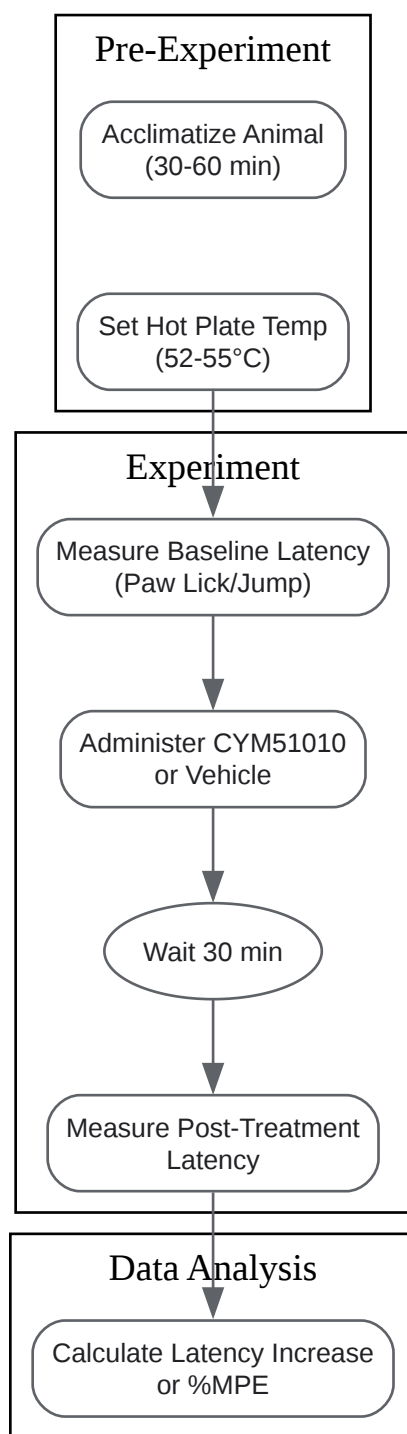 Pre-Experiment
Acclimatize Animal
(30-60 min)
Set Hot Plate Temp
(52-55°C)
Experiment
Measure Baseline Latency
(Paw Lick/Jump)
Administer CYM51010
or Vehicle
Wait 30 min
Measure Post-Treatment
Latency
Data Analysis
Calculate Latency Increase
or %MPE